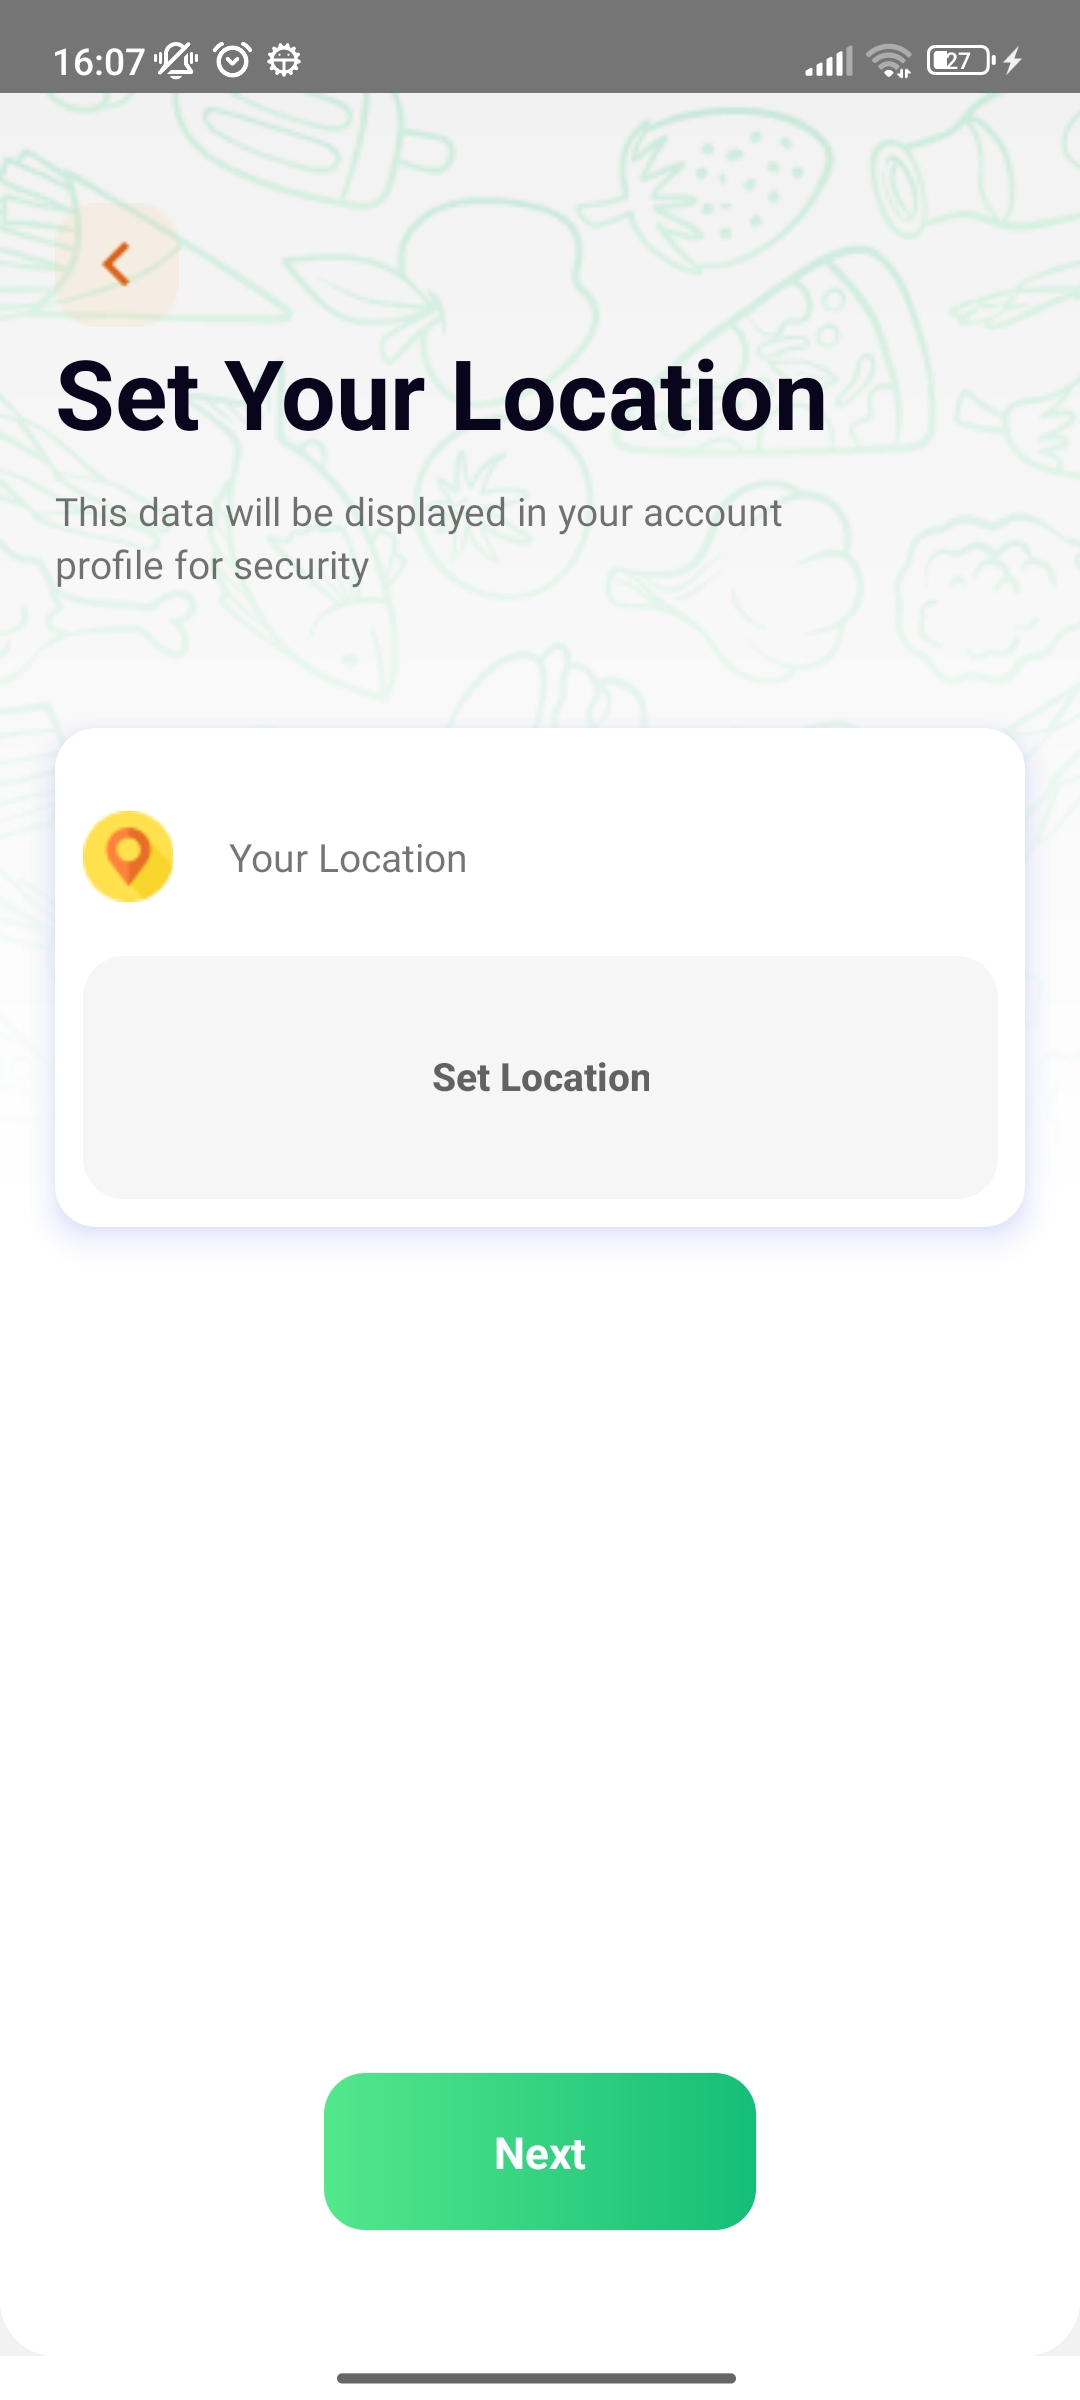 16:07
27
Set Your Location
This data will be displayed in your account
profile for security
Your Location
Set Location
Next